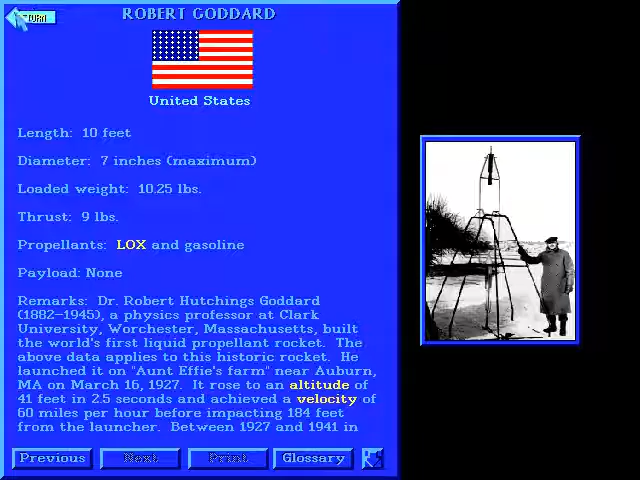 TURN
ROBERT GODDARD
United States
Length: 10 feet
Diameter: 7 inches (maximum)
Loaded weight: 10.25 lbs.
Thrust: 9 lbs.
Propellants: LOX and gasoline
Payload: None
Remarks: Dr. Robert Hutchings Goddard
(1882-1945), a physics professor at Clark
University, Worchester, Massachusetts, built
the world's first liquid propellant rocket. The
above data applies to this historic rocket. He
launched it on "Aunt Effie's farm" near Auburn,
MA on March 16, 1927. It rose to an altitude of
41 feet in 2.5 seconds and achieved a velocity of
60 miles per hour before impacting 184 feet
from the launcher. Between 1927 and 1941 in
Previous Next Print Glossary